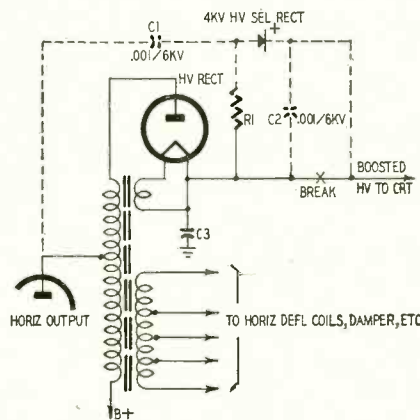 C1
.001/6KV
4KV HV SEL RECT
+
HV RECT
R1
C2
.001/6KV
BOOSTED
HV TO CRT
BREAK
C3
HORIZ OUTPUT
TO HORIZ DEFL COILS, DAMPER, ETC
B+